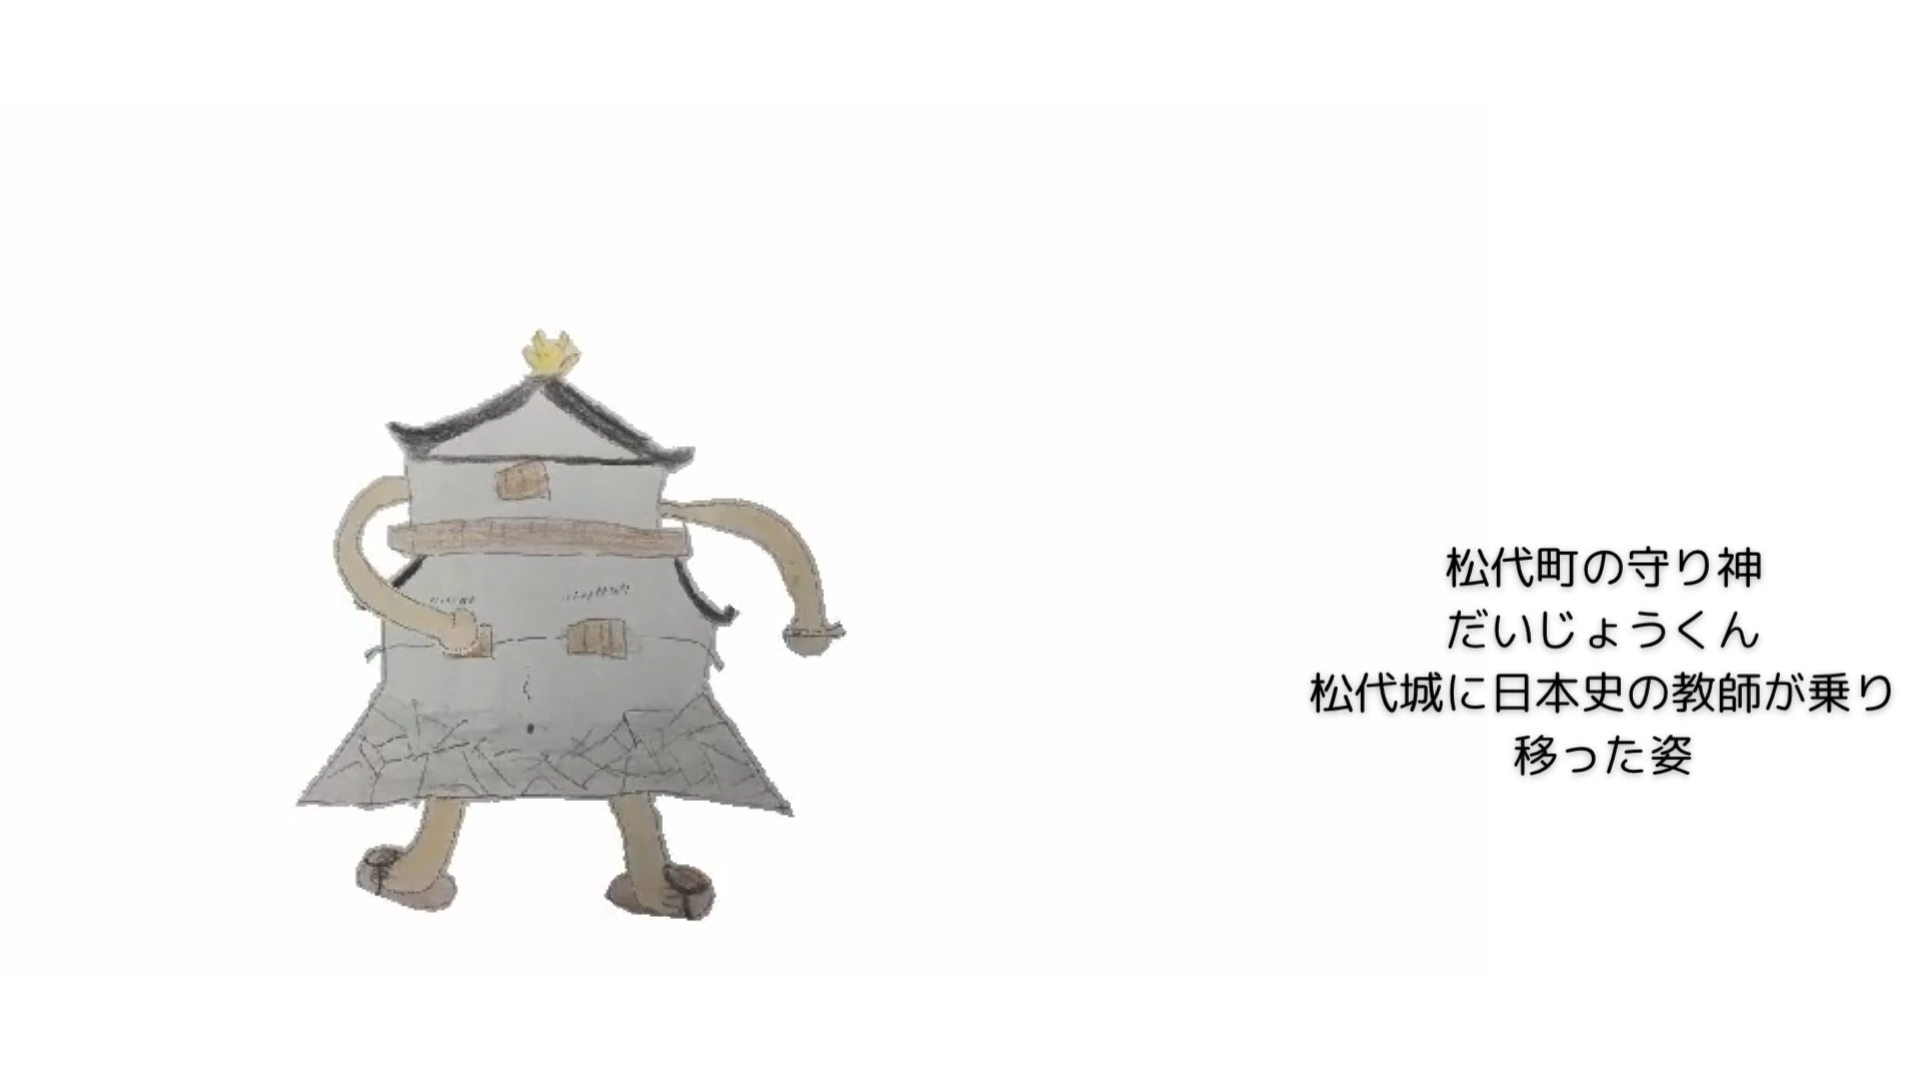 松代町の守り神
だいじょうくん
松代城に日本史の教師が乗り
移った姿